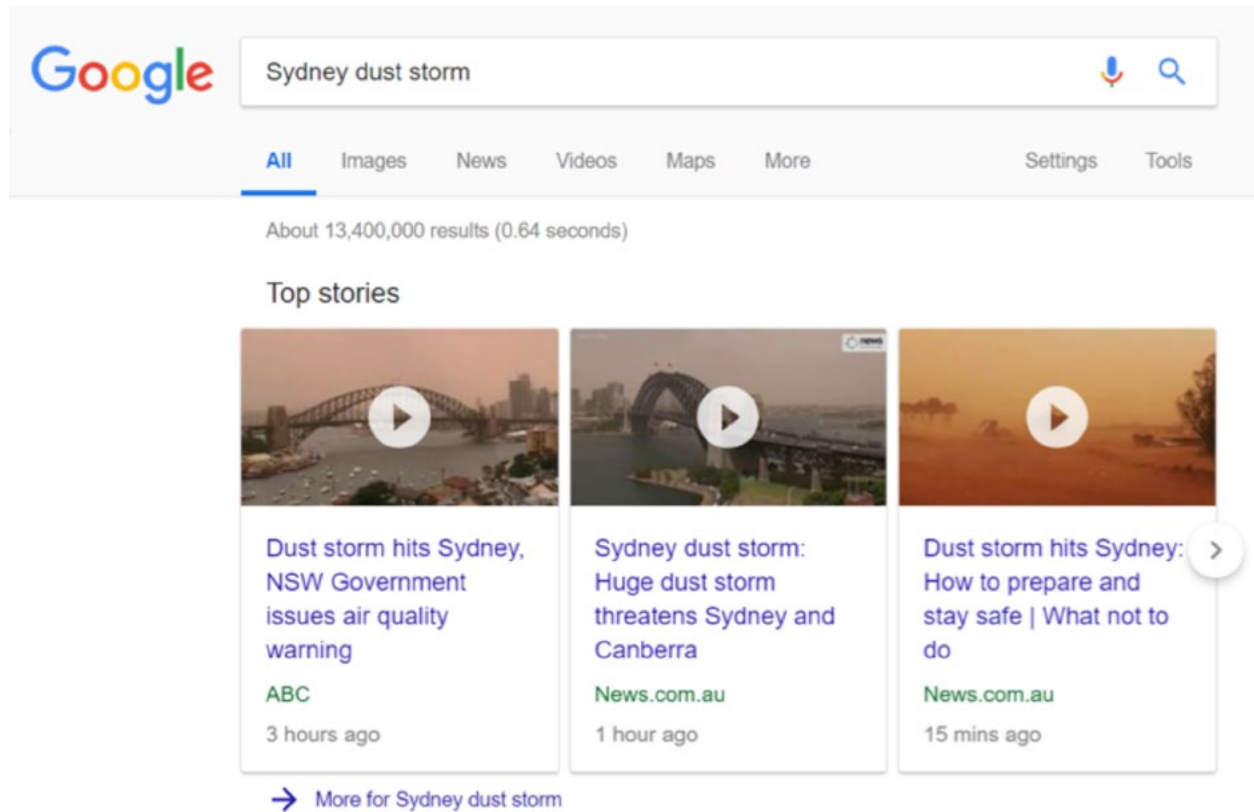 Google
Sydney dust storm
All Images News Videos Maps More Settings Tools
About 13,400,000 results (0.64 seconds)
Top stories
news
Dust storm hits Sydney,
NSW Government
issues air quality
warning
ABC
3 hours ago
Sydney dust storm:
Huge dust storm
threatens Sydney and
Canberra
News.com.au
1 hour ago
Dust storm hits Sydney:
How to prepare and
stay safe | What not to
do
News.com.au
15 mins ago
More for Sydney dust storm